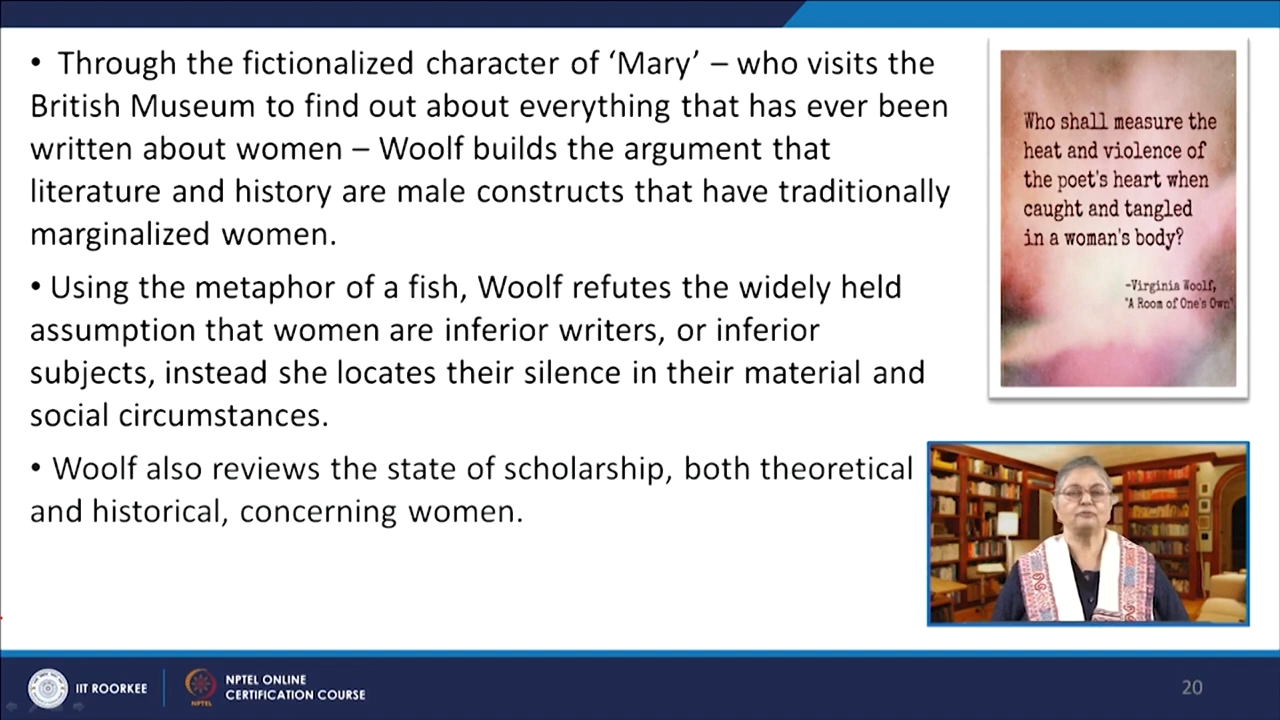 • Through the fictionalized character of ‘Mary’ – who visits the
British Museum to find out about everything that has ever been
written about women – Woolf builds the argument that
literature and history are male constructs that have traditionally
marginalized women.
• Using the metaphor of a fish, Woolf refutes the widely held
assumption that women are inferior writers, or inferior
subjects, instead she locates their silence in their material and
social circumstances.
• Woolf also reviews the state of scholarship, both theoretical
and historical, concerning women.
Who shall measure the
heat and violence of
the poet's heart when
caught and tangled
in a woman's body?
-Virginia Woolf,
"A Room of One's Own"
IIT ROORKEE
NPTEL
NPTEL ONLINE
CERTIFICATION COURSE
20